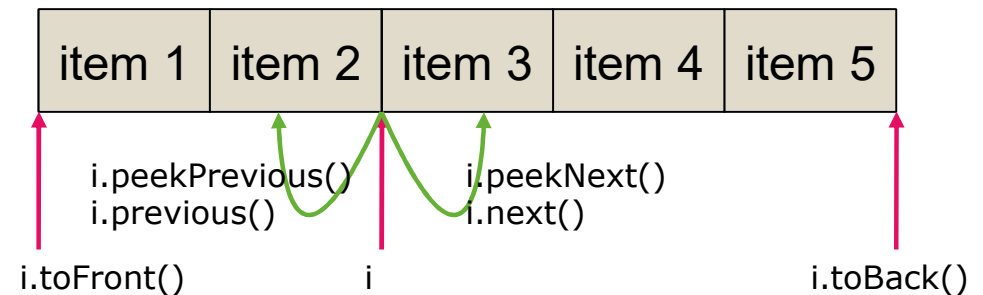 item 1 item 2 item 3 item 4 item 5
i.peekPrevious() i.peekNext()
i.previous() i.next()
i.toFront() i i.toBack()